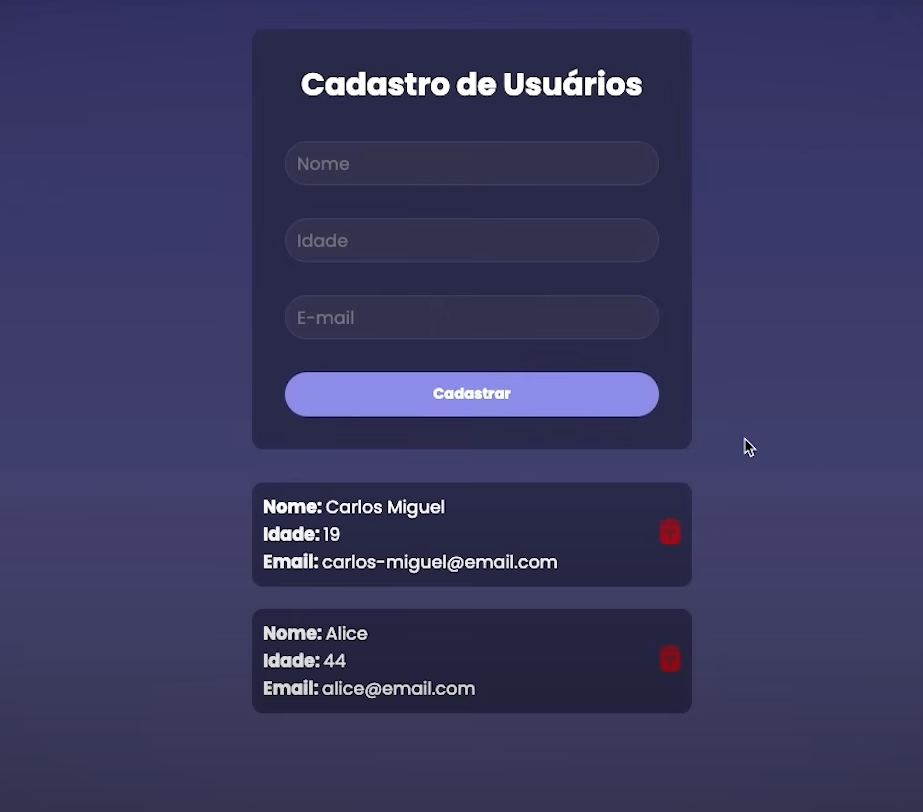 Cadastro de Usuários
Nome
Idade
E-mail
Cadastrar
Nome: Carlos Miguel
Idade: 19
Email: carlos-miguel@email.com
Nome: Alice
Idade: 44
Email: alice@email.com